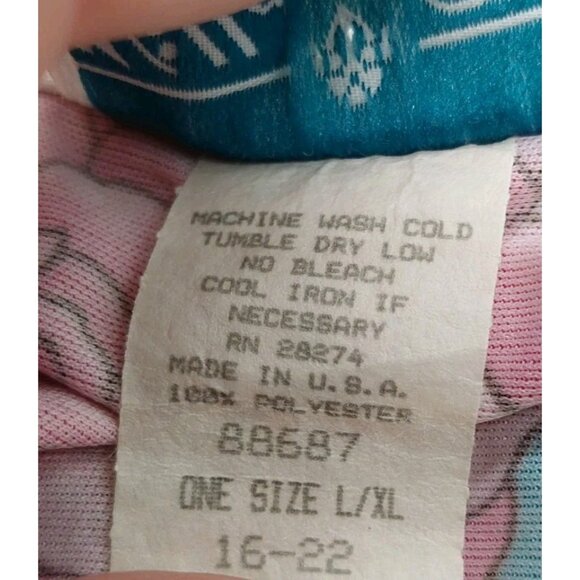 MACHINE WASH COLD
TUMBLE DRY LOW
NO BLEACH
COOL IRON IF
NECESSARY
RN 28274
MADE IN U.S.A.
100% POLYESTER
88687
ONE SIZE L/XL
16-22